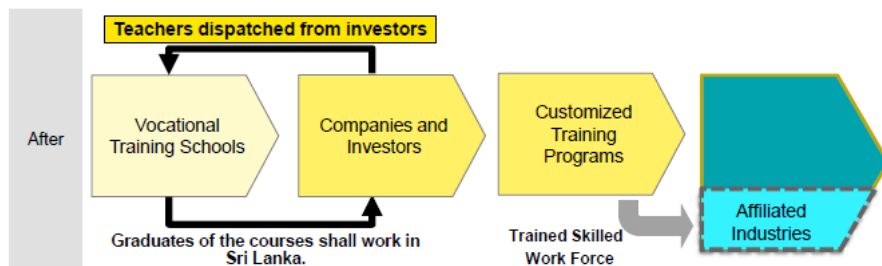 Teachers dispatched from investors
After
Vocational
Training Schools
Companies and
Investors
Customized
Training
Programs
Affiliated
Industries
Graduates of the courses shall work in
Sri Lanka.
Trained Skilled
Work Force